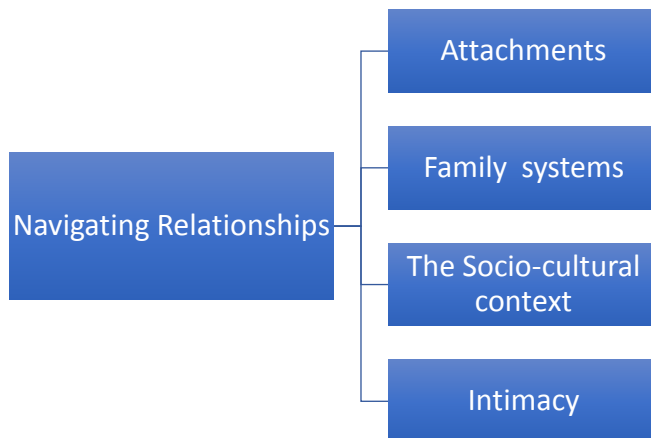 Navigating Relationships
Attachments
Family systems
The Socio-cultural
context
Intimacy